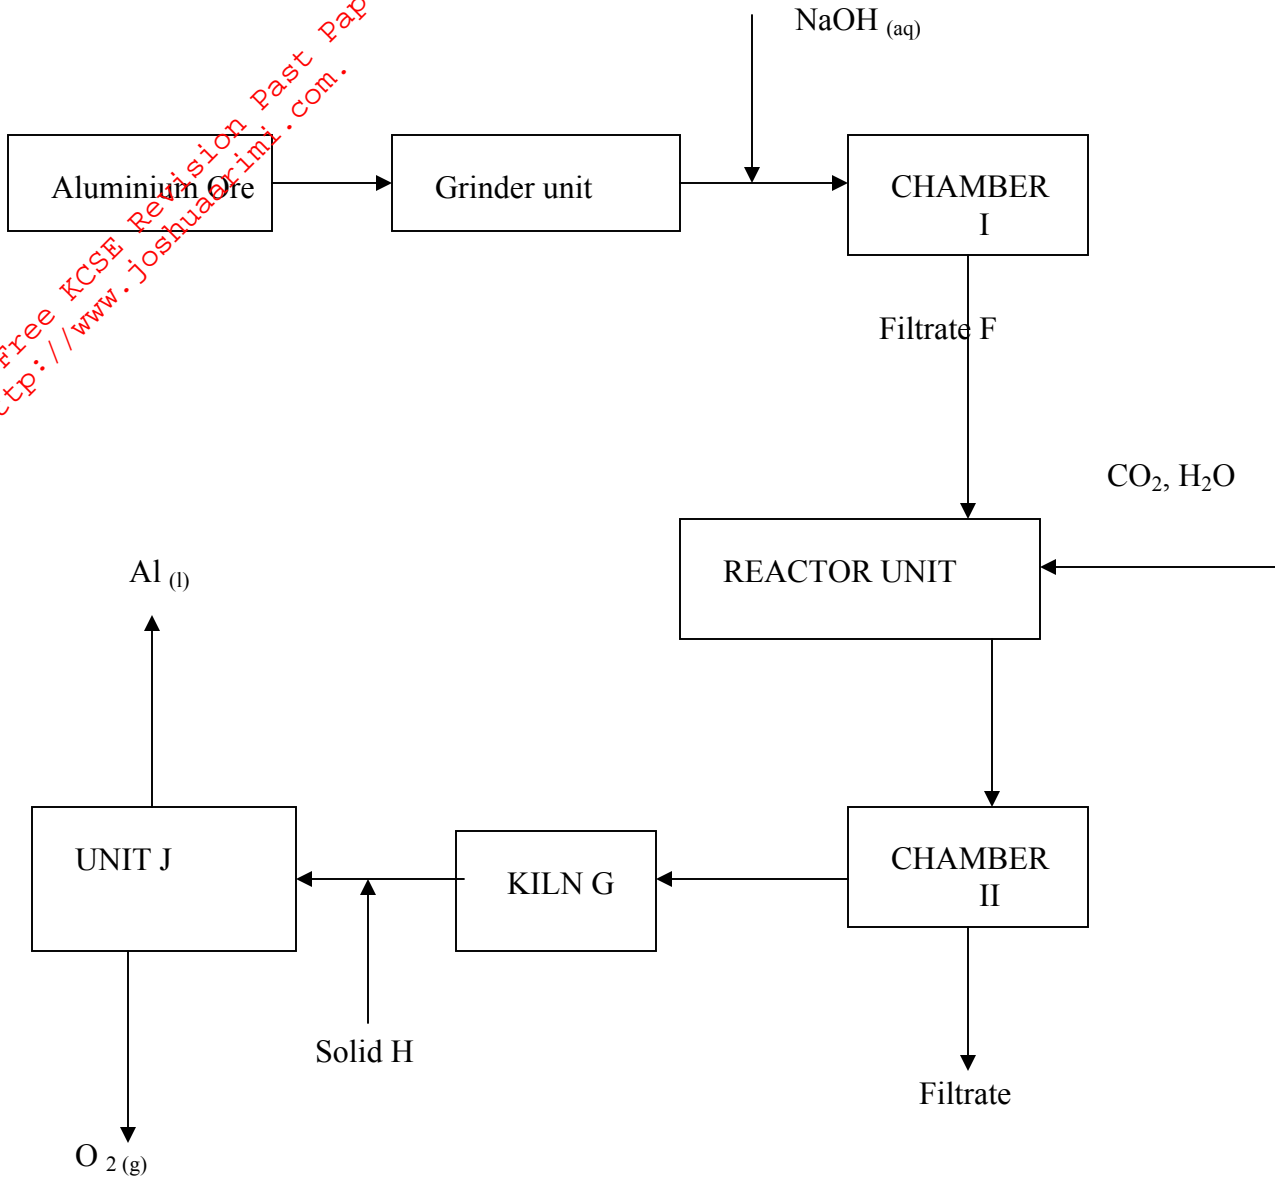 NaOH (aq)
Free KCSE Revision Past Pap
http://www.joshuaarimi.com.
Aluminium Ore
Grinder unit
CHAMBER
I
Filtrate F
CO2, H2O
REACTOR UNIT
Al (l)
UNIT J
KILN G
CHAMBER
II
Solid H
Filtrate
O 2 (g)